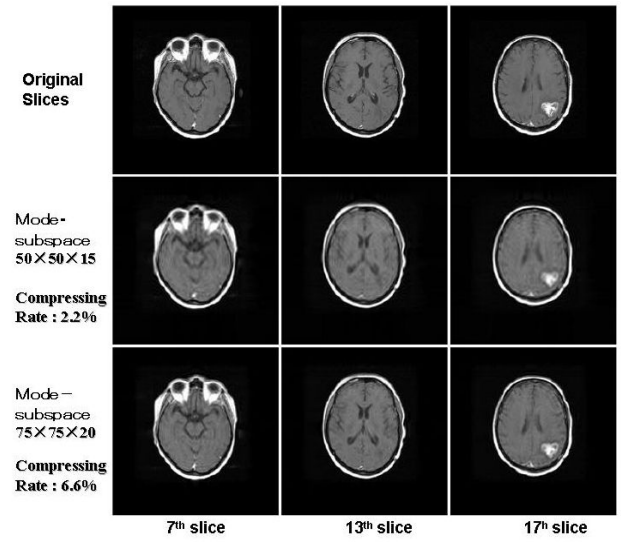 Original
Slices
Mode-
subspace
50×50×15
Compressing
Rate : 2.2%
Mode－
subspace
75×75×20
Compressing
Rate : 6.6%
7th slice
13th slice
17h slice